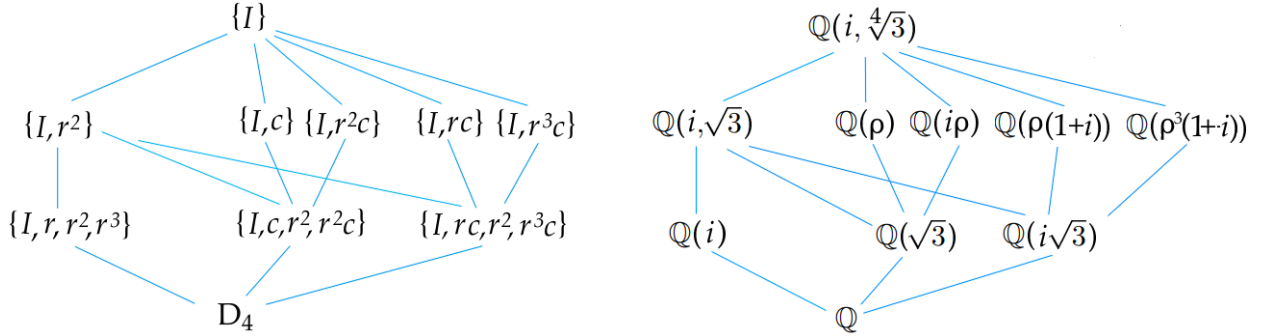 {I}
ℚ(i, ∜3)
{I,r²} {I,c} {I,r²c} {I,rc} {I,r³c}
ℚ(i,√3) ℚ(ρ) ℚ(iρ) ℚ(ρ(1+i)) ℚ(ρ³(1+·i))
{I,r,r²,r³} {I,c,r²,r²c} {I,rc,r²,r³c}
ℚ(i) ℚ(√3) ℚ(i√3)
D₄
ℚ